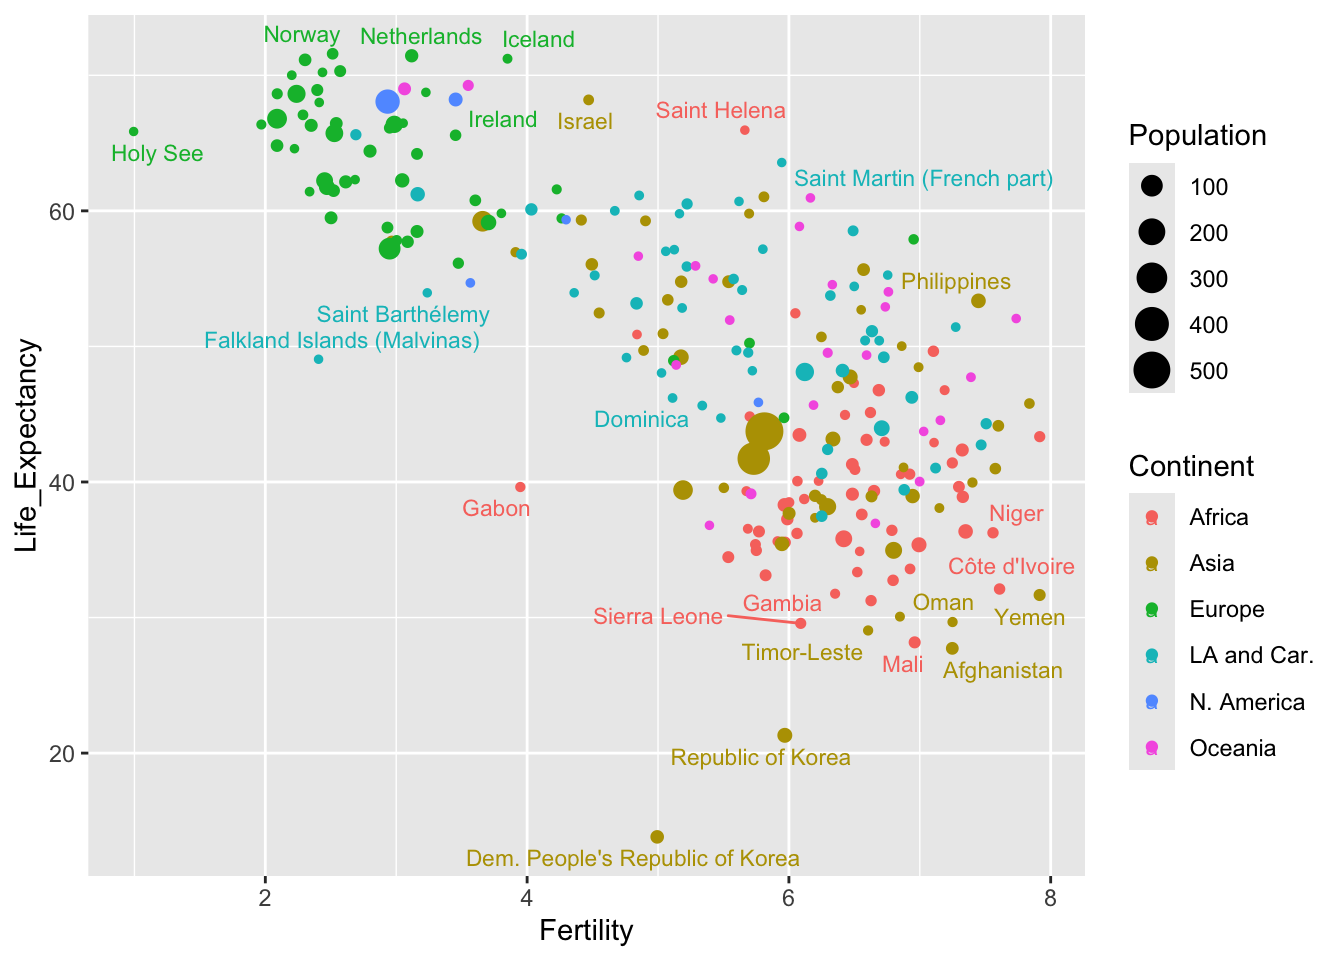 Norway
Netherlands
Iceland
Holy See
Ireland
Israel
Saint Helena
Saint Martin (French part)
Philippines
Saint Barthélemy
Falkland Islands (Malvinas)
Dominica
Gabon
Niger
Côte d'Ivoire
Gambia
Oman
Sierra Leone
Yemen
Timor-Leste
Mali
Afghanistan
Republic of Korea
Dem. People's Republic of Korea
60
40
20
Life_Expectancy
2
4
6
8
Fertility
Population
100
200
300
400
500
Continent
a Africa
a Asia
a Europe
a LA and Car.
a N. America
a Oceania